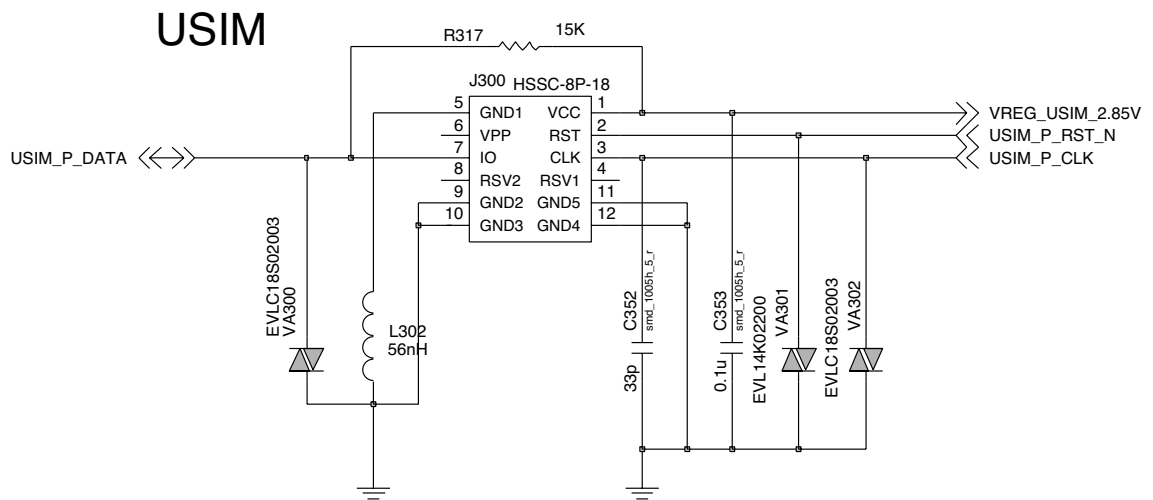 USIM
R317 15K
J300 HSSC-8P-18
5 GND1 VCC 1
6 VPP RST 2
7 IO CLK 3
8 RSV2 RSV1 4
9 GND2 GND5 11
10 GND3 GND4 12
USIM_P_DATA
VREG_USIM_2.85V
USIM_P_RST_N
USIM_P_CLK
EVLC18S02003
VA300
L302
56nH
C352
smd_1005h_5_r
33p
C353
smd_1005h_5_r
0.1u
EVL14K02200
VA301
EVLC18S02003
VA302